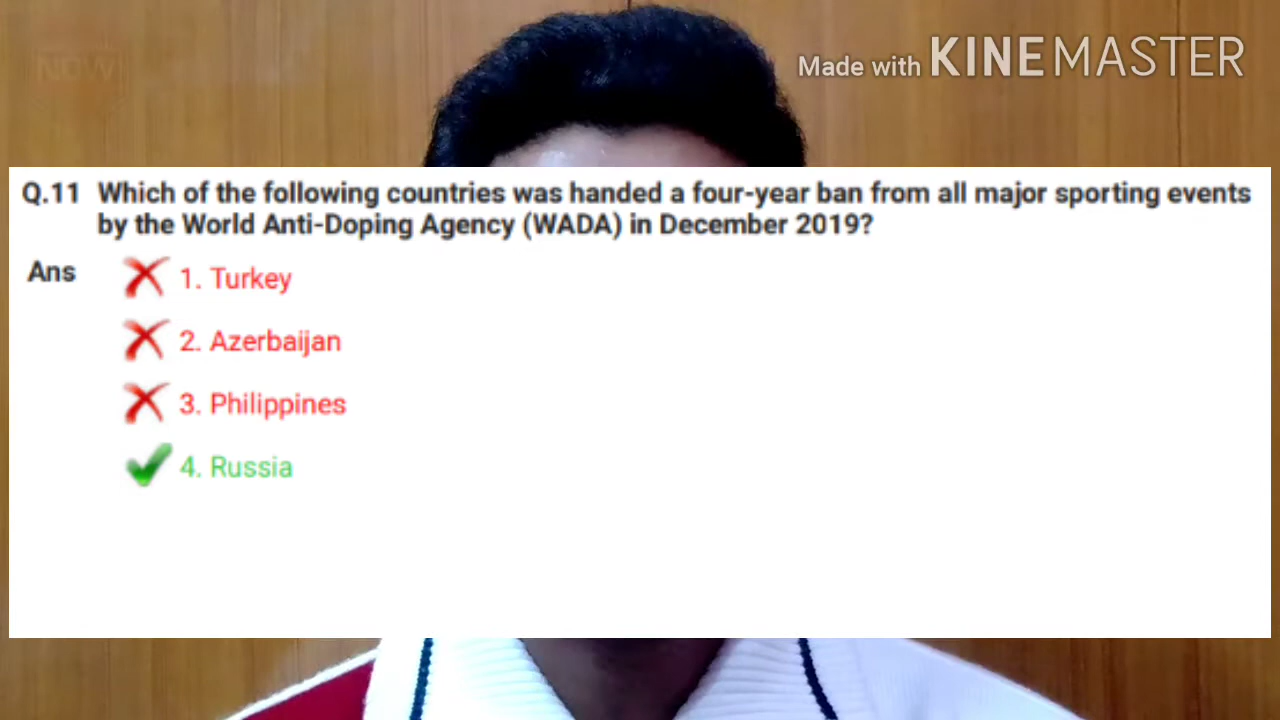 NOW
Made with KINEMASTER
Q.11 Which of the following countries was handed a four-year ban from all major sporting events
by the World Anti-Doping Agency (WADA) in December 2019?
Ans
1. Turkey
2. Azerbaijan
3. Philippines
4. Russia